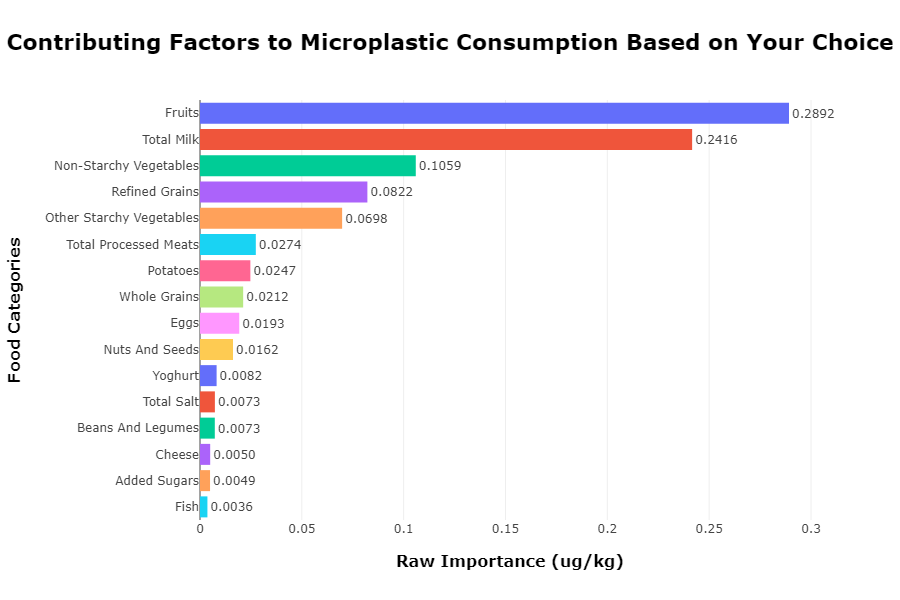 Contributing Factors to Microplastic Consumption Based on Your Choice
Food Categories
Fruits 0.2892
Total Milk 0.2416
Non-Starchy Vegetables 0.1059
Refined Grains 0.0822
Other Starchy Vegetables 0.0698
Total Processed Meats 0.0274
Potatoes 0.0247
Whole Grains 0.0212
Eggs 0.0193
Nuts And Seeds 0.0162
Yoghurt 0.0082
Total Salt 0.0073
Beans And Legumes 0.0073
Cheese 0.0050
Added Sugars 0.0049
Fish 0.0036
0 0.05 0.1 0.15 0.2 0.25 0.3
Raw Importance (ug/kg)